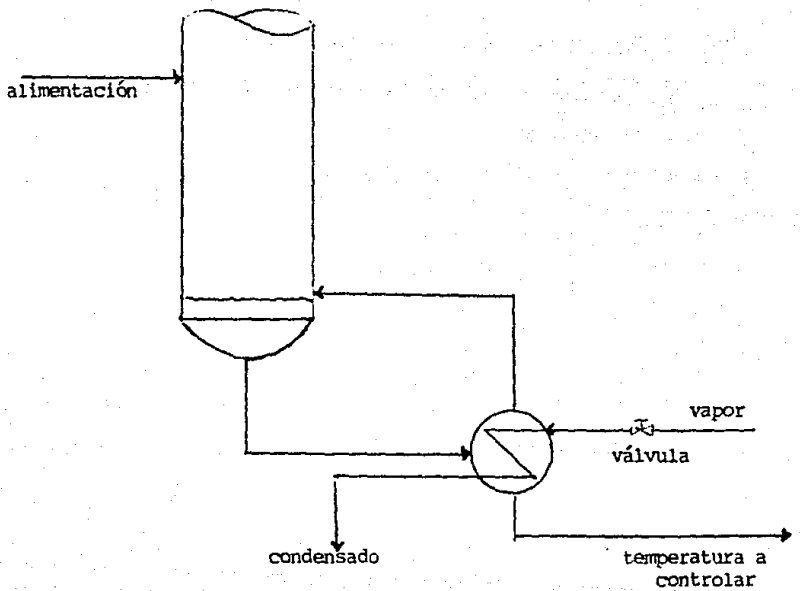 alimentación
vapor
válvula
condensado
temperatura a
controlar